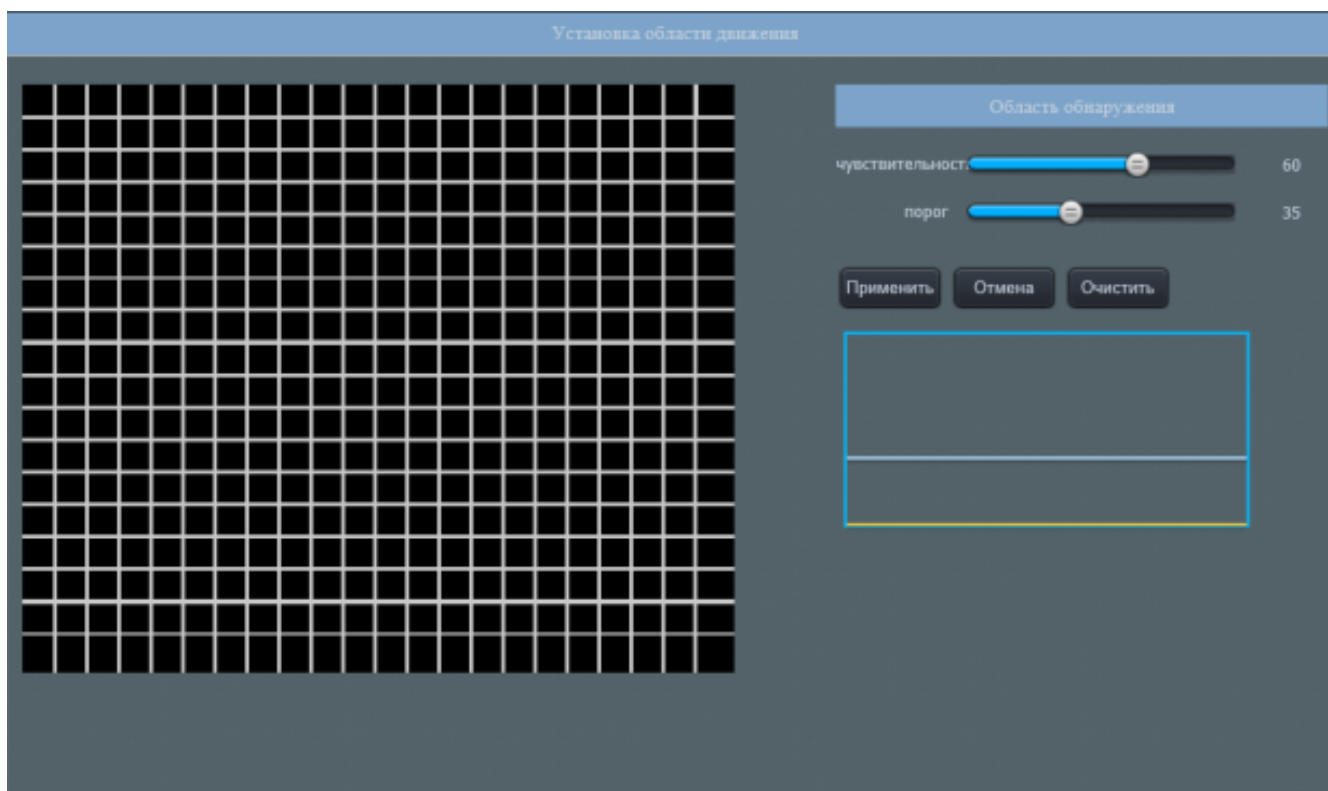 Установка области движения
Область обнаружения
чувствительност. 60
порог 35
Применить Отмена Очистить